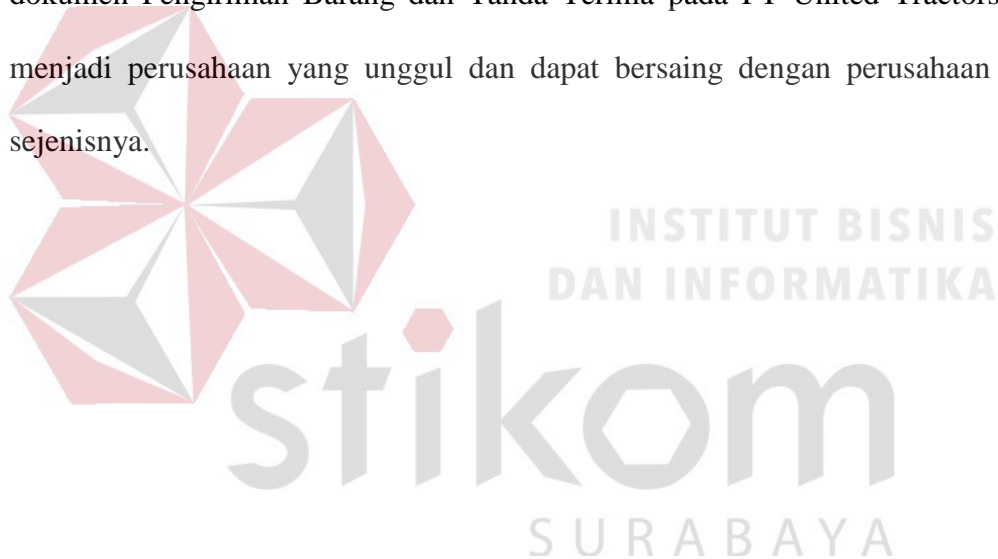 dokumen Pengiriman Barang dan Tanda Terima pada PT United Tractors
menjadi perusahaan yang unggul dan dapat bersaing dengan perusahaan
sejenisnya.
INSTITUT BISNIS
DAN INFORMATIKA
stikom
SURABAYA